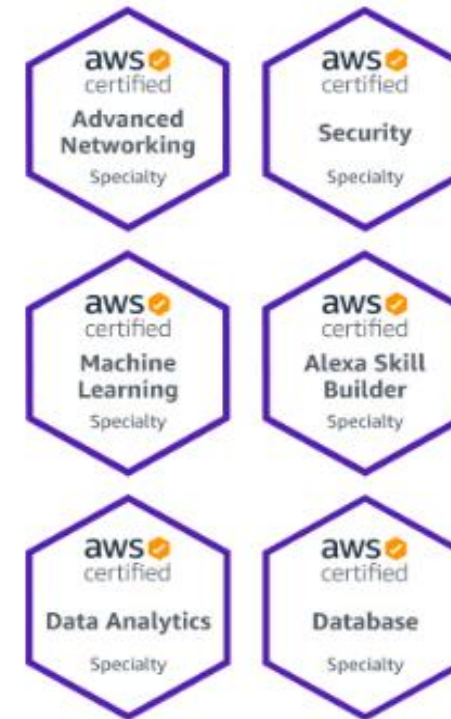 aws
certified
Advanced
Networking
Specialty
aws
certified
Security
Specialty
aws
certified
Machine
Learning
Specialty
aws
certified
Alexa Skill
Builder
Specialty
aws
certified
Data Analytics
Specialty
aws
certified
Database
Specialty